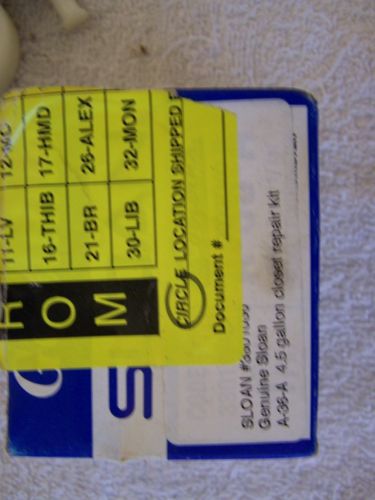 R
O
M
11-LV 12-MC
16-THIB 17-HMD
21-BR 26-ALEX
30-LIB 32-MON
CIRCLE LOCATION SHIPPED
Document #
SLOAN
Genuine Sloan
A-36-A 4.5 gallon closet repair kit